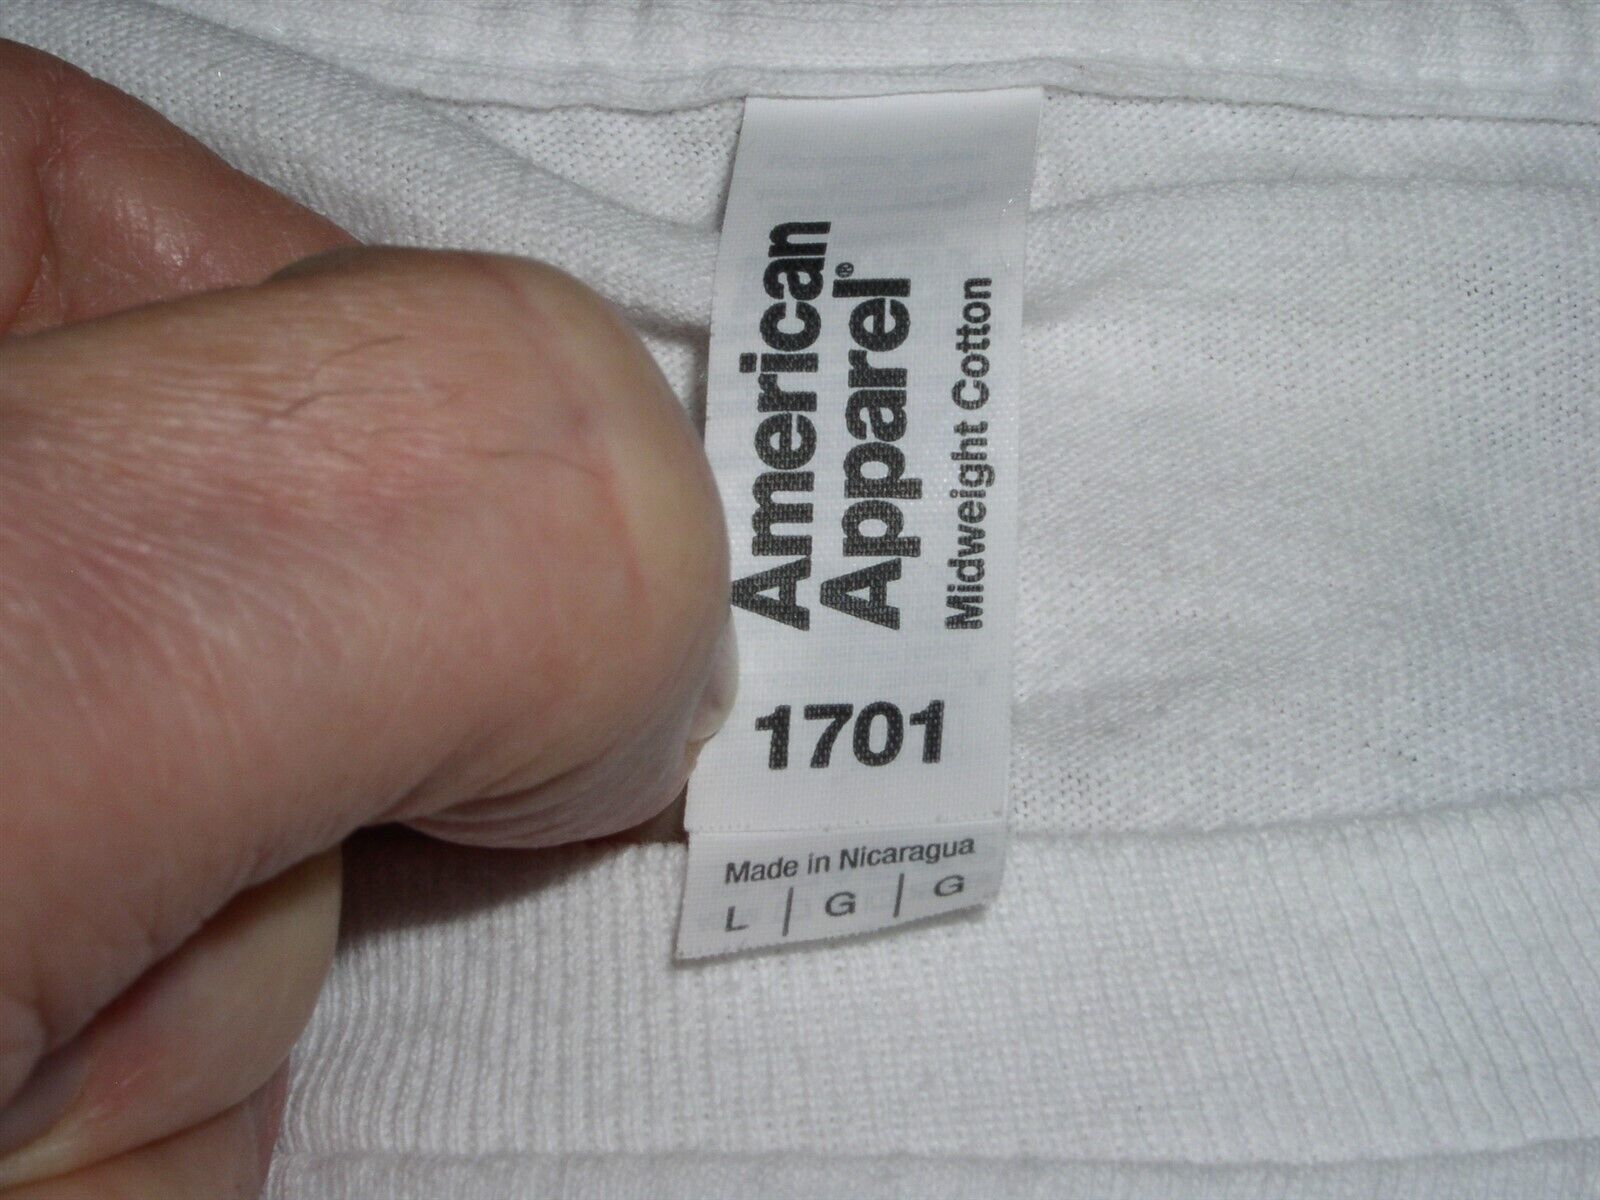 American
Apparel®
Midweight Cotton
1701
Made in Nicaragua
L | G | G